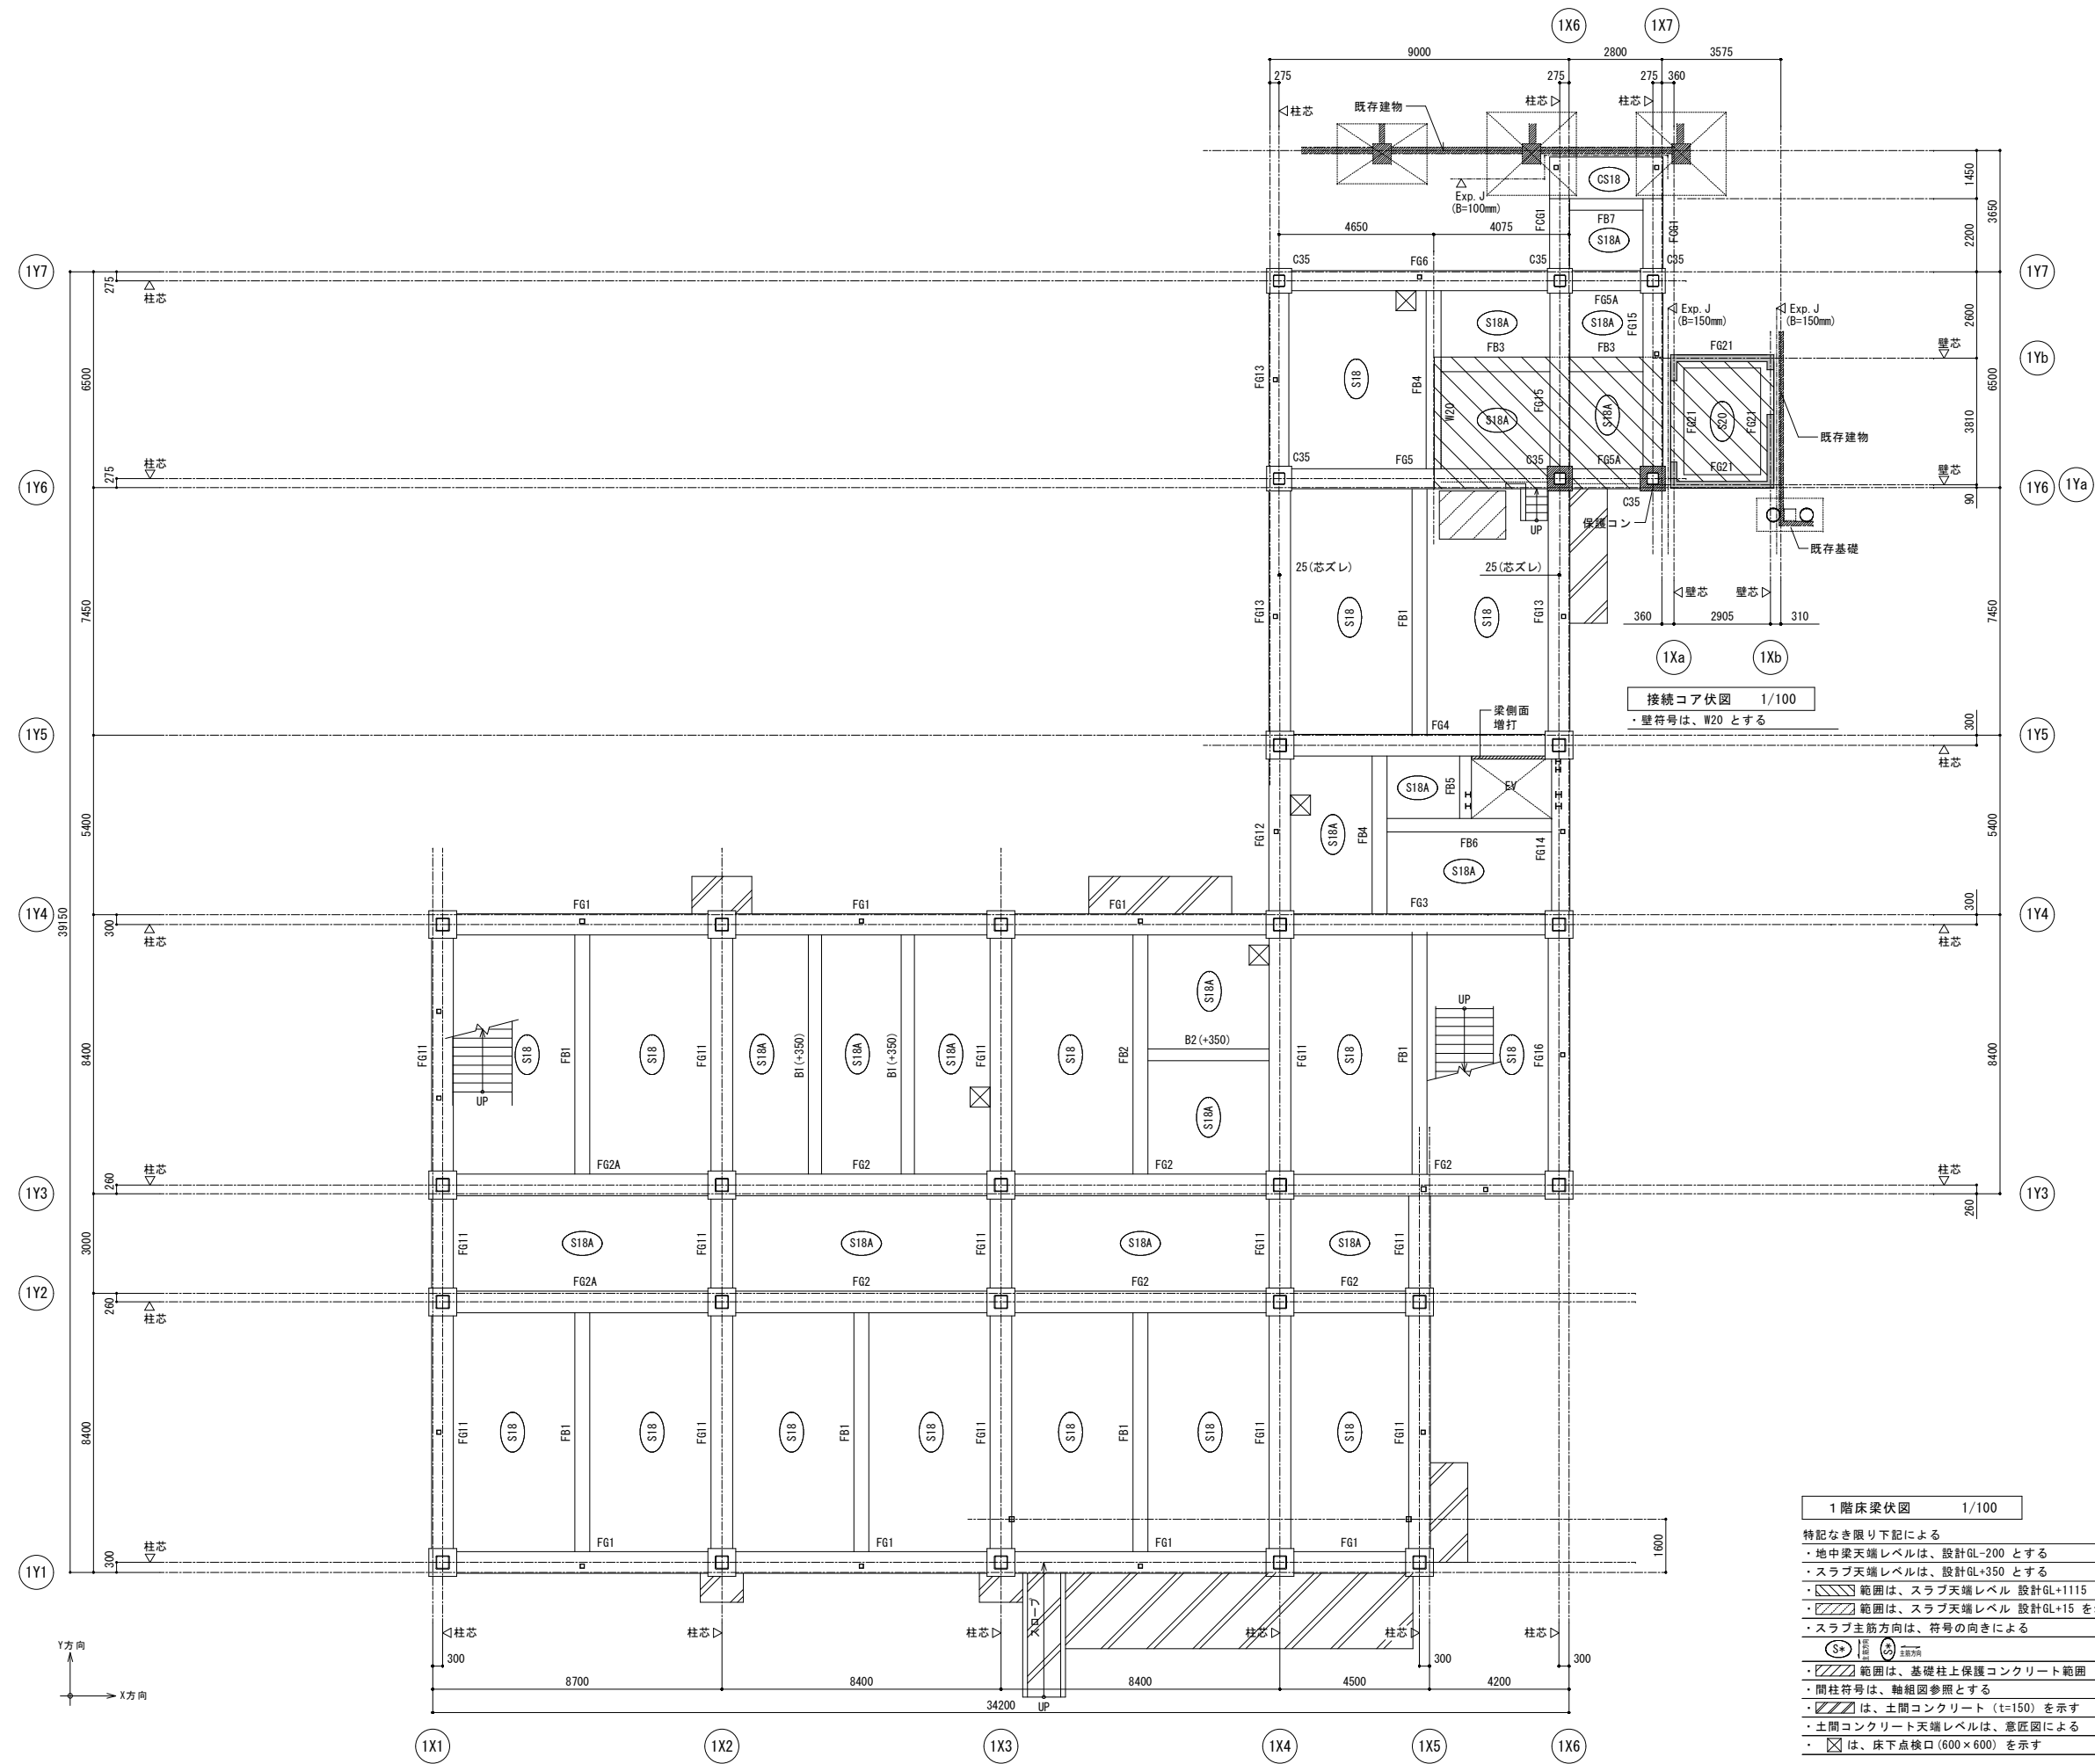 1X6
1X7
9000
2800
3575
275
275
275
360
◁柱芯
既存建物
柱芯▷
柱芯▷
CS18
Exp.J
(B=100mm)
FCG1
FB7
S18A
FCG1
4650
4075
1450
2200
3650
1Y7
275
柱芯
C35
FG6
C35
C35
1Y7
FG5A
S18A
S18A
FG15
Exp.J
(B=150mm)
Exp.J
(B=150mm)
2600
FB3
FB3
FG21
壁芯
1Yb
6500
FG13
S18
FB4
W20
S18A
FG15
S18A
FG21
S20
FG21
3810
6500
既存建物
柱芯
275
C35
FG5
C35
FG5A
FG21
壁芯
1Y6
C35
1Y6
1Ya
UP
保護コン
90
既存基礎
25(芯ズレ)
25(芯ズレ)
◁壁芯
壁芯▷
7450
FG13
S18
FB1
S18
FG13
360
2905
310
7450
1Xa
1Xb
接続コア伏図 1/100
・壁符号は、W20 とする
梁側面
増打
1Y5
FG4
300
1Y5
柱芯
S18A
FB5
EV
5400
FG12
S18A
FB4
FB6
FG14
5400
S18A
1Y4
39150
300
柱芯
FG1
FG1
FG1
FG3
300
1Y4
柱芯
S18A
UP
8400
FG11
S18
FB1
S18
FG11
S18A
B1(+350)
S18A
B1(+350)
S18A
FG11
S18
FB2
B2(+350)
FG11
S18
FB1
S18
FG16
8400
UP
S18A
柱芯
260
FG2A
FG2
FG2
FG2
柱芯
1Y3
1Y3
260
3000
FG11
S18A
FG11
S18A
FG11
S18A
FG11
S18A
FG11
FG2A
FG2
FG2
FG2
1Y2
260
柱芯
8400
FG11
S18
FB1
S18
FG11
S18
FB1
S18
FG11
S18
FB1
S18
FG11
S18
FG11
1600
柱芯
300
FG1
FG1
FG1
FG1
1Y1
スロープ
◁柱芯
柱芯▷
柱芯▷
柱芯▷
柱芯▷
柱芯▷
300
300
300
8700
8400
8400
4500
4200
34200
UP
Y方向
X方向
1X1
1X2
1X3
1X4
1X5
1X6
1階床梁伏図 1/100
特記なき限り下記による
・地中梁天端レベルは、設計GL-200 とする
・スラブ天端レベルは、設計GL+350 とする
・範囲は、スラブ天端レベル 設計GL+1115
・範囲は、スラブ天端レベル 設計GL+15 を
・スラブ主筋方向は、符号の向きによる
S* 主筋方向 S* 主筋方向
・範囲は、基礎柱上保護コンクリート範囲
・間柱符号は、軸組図参照とする
・は、土間コンクリート (t=150) を示す
・土間コンクリート天端レベルは、意匠図による
・は、床下点検口(600×600) を示す